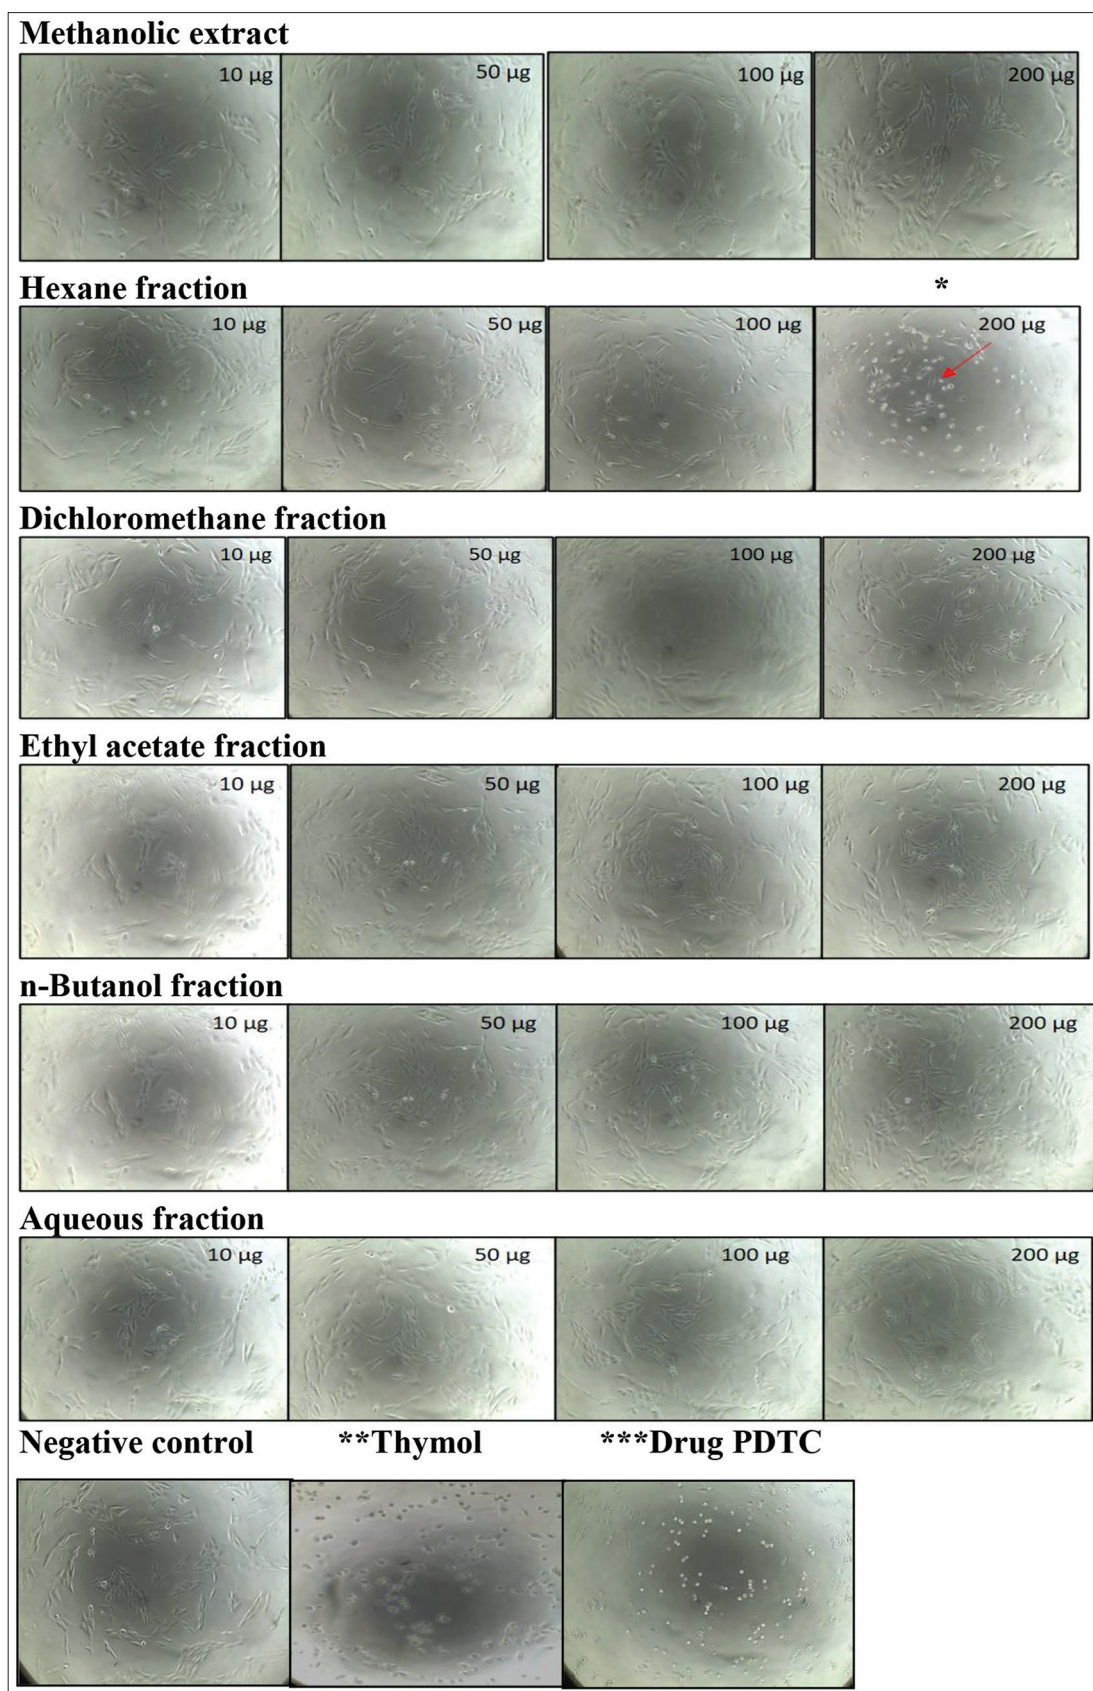 Methanolic extract
10 µg 50 µg 100 µg 200 µg
Hexane fraction *
10 µg 50 µg 100 µg 200 µg
Dichloromethane fraction
10 µg 50 µg 100 µg 200 µg
Ethyl acetate fraction
10 µg 50 µg 100 µg 200 µg
n-Butanol fraction
10 µg 50 µg 100 µg 200 µg
Aqueous fraction
10 µg 50 µg 100 µg 200 µg
Negative control **Thymol ***Drug PDTC